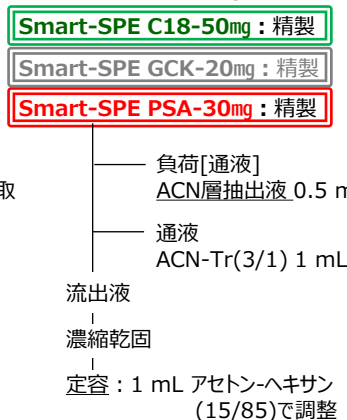 Smart-SPE C18-50㎎：精製
Smart-SPE GCK-20㎎：精製
Smart-SPE PSA-30㎎：精製
負荷[通液]
取
ACN層抽出液 0.5 m
通液
ACN-Tr(3/1) 1 mL
流出液
濃縮乾固
定容：1 mL アセトン-ヘキサン
(15/85)で調整